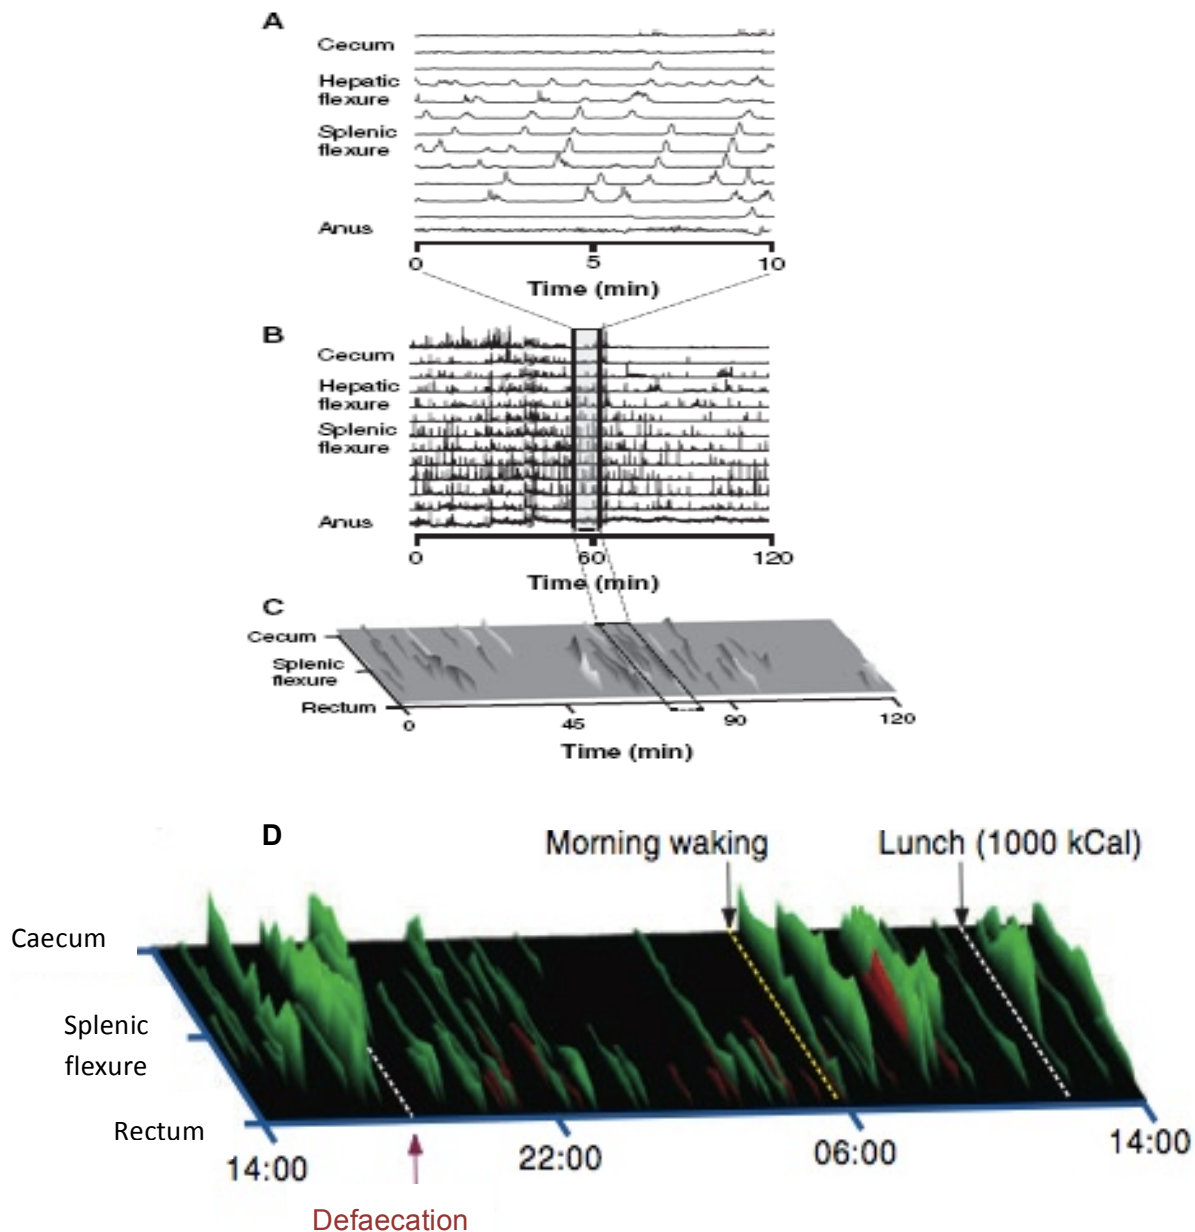 A
Cecum
Hepatic
flexure
Splenic
flexure
Anus
0 5 10
Time (min)
B
Cecum
Hepatic
flexure
Splenic
flexure
Anus
0 60 120
Time (min)
C
Cecum
Splenic
flexure
Rectum
0 45 90 120
Time (min)
D
Morning waking Lunch (1000 kCal)
Caecum
Splenic
flexure
Rectum
14:00 22:00 06:00 14:00
Defaecation